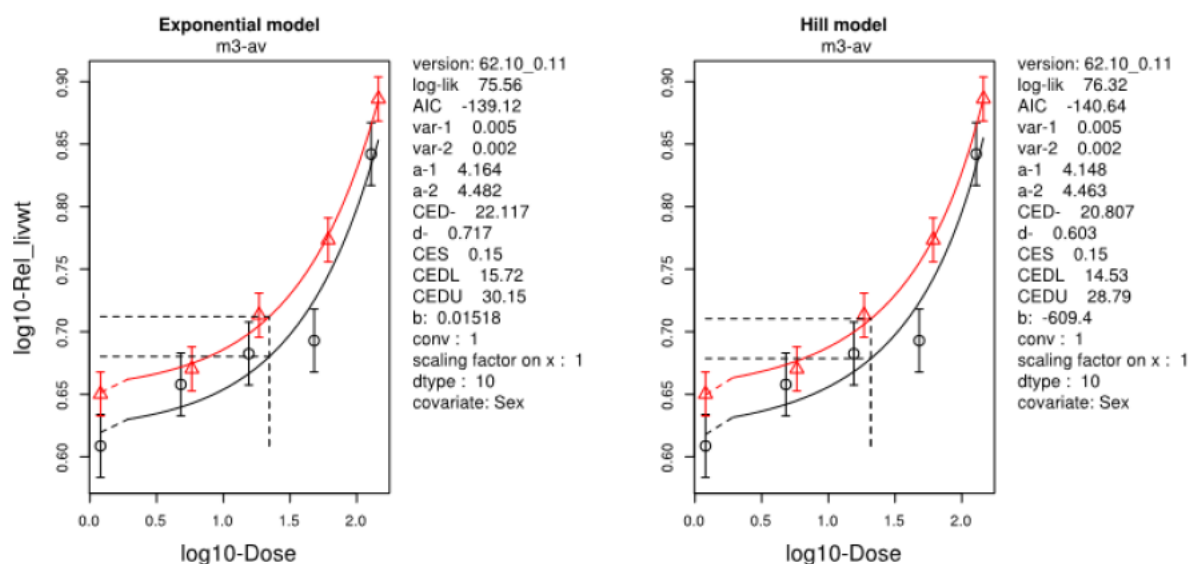 Exponential model
m3-av
log10-Rel_livwt
0.90
0.85
0.80
0.75
0.70
0.65
0.60
0.0 0.5 1.0 1.5 2.0
log10-Dose
version: 62.10_0.11
log-lik 75.56
AIC -139.12
var-1 0.005
var-2 0.002
a-1 4.164
a-2 4.482
CED- 22.117
d- 0.717
CES 0.15
CEDL 15.72
CEDU 30.15
b: 0.01518
conv : 1
scaling factor on x : 1
dtype : 10
covariate: Sex
Hill model
m3-av
0.90
0.85
0.80
0.75
0.70
0.65
0.60
0.0 0.5 1.0 1.5 2.0
log10-Dose
version: 62.10_0.11
log-lik 76.32
AIC -140.64
var-1 0.005
var-2 0.002
a-1 4.148
a-2 4.463
CED- 20.807
d- 0.603
CES 0.15
CEDL 14.53
CEDU 28.79
b: -609.4
conv : 1
scaling factor on x : 1
dtype : 10
covariate: Sex